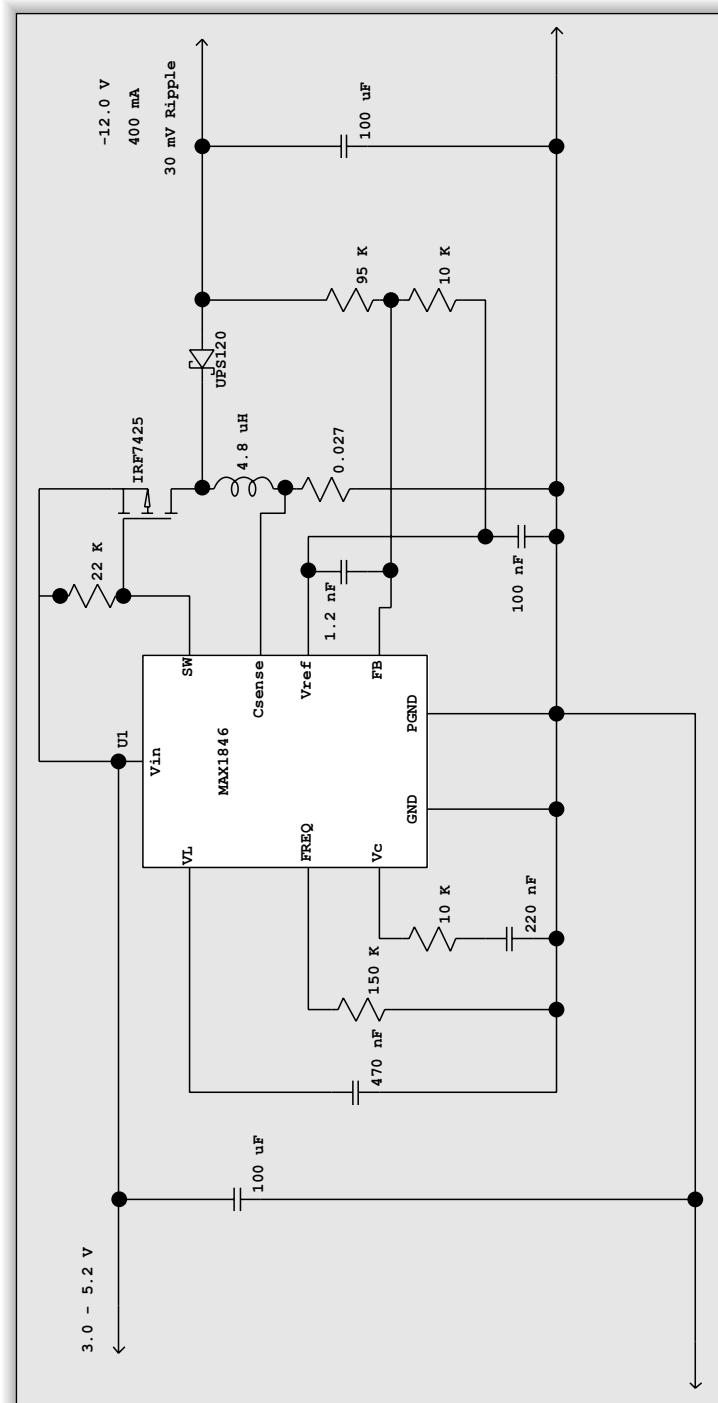 3.0 - 5.2 V
100 uF
470 nF
150 K
10 K
220 nF
U1
Vin
VL
FREQ
Vc
GND
PGND
MAX1846
SW
Csense
Vref
FB
22 K
IRF7425
1.2 nF
100 nF
4.8 uH
0.027
UPS120
95 K
10 K
100 uF
-12.0 V
400 mA
30 mV Ripple